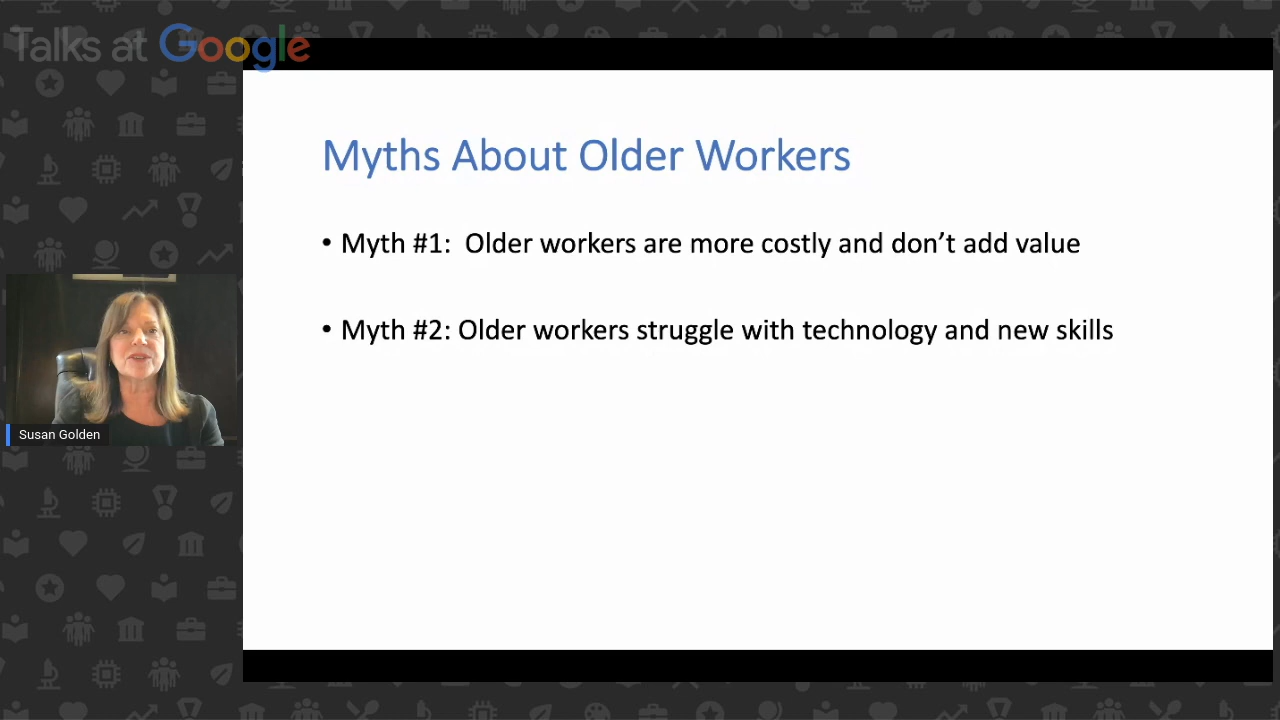 Talks at Google
Myths About Older Workers
• Myth #1:  Older workers are more costly and don’t add value
• Myth #2: Older workers struggle with technology and new skills
Susan Golden